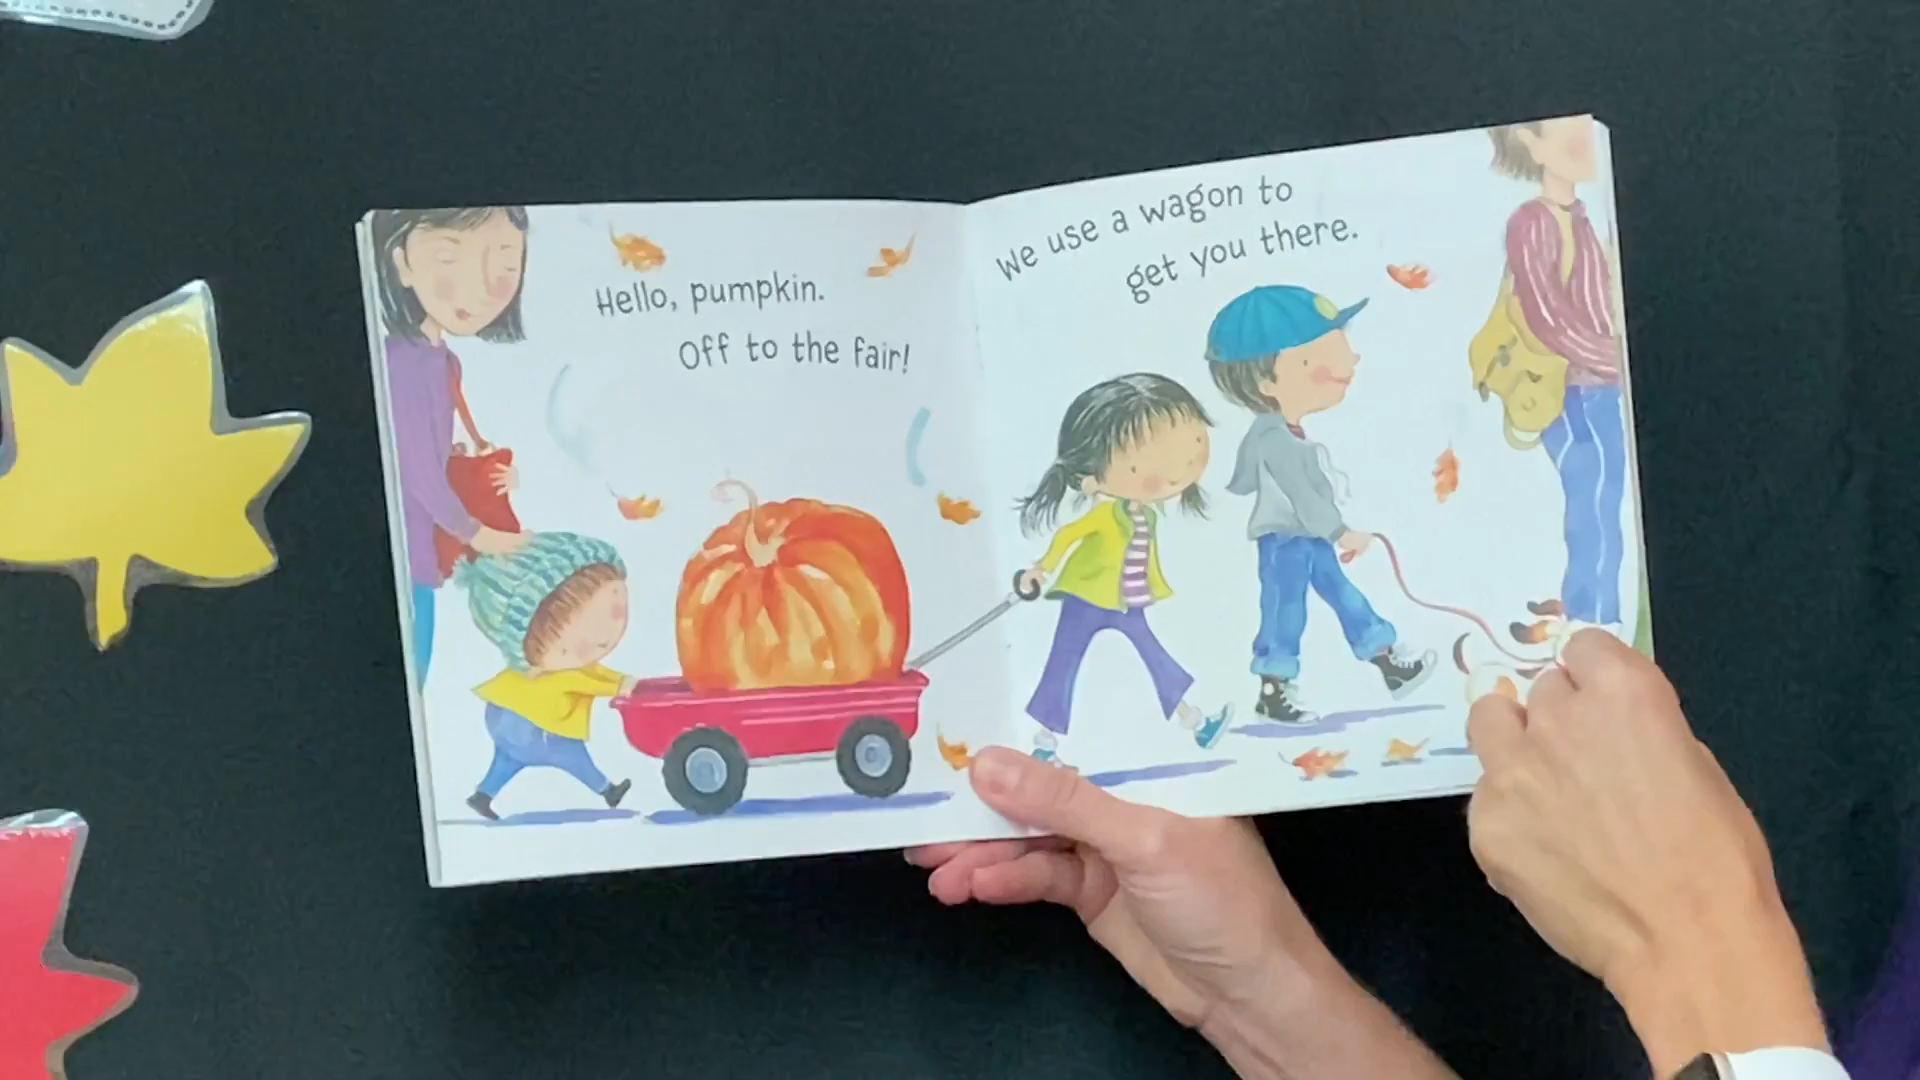 Hello, pumpkin.
Off to the fair!
We use a wagon to
get you there.